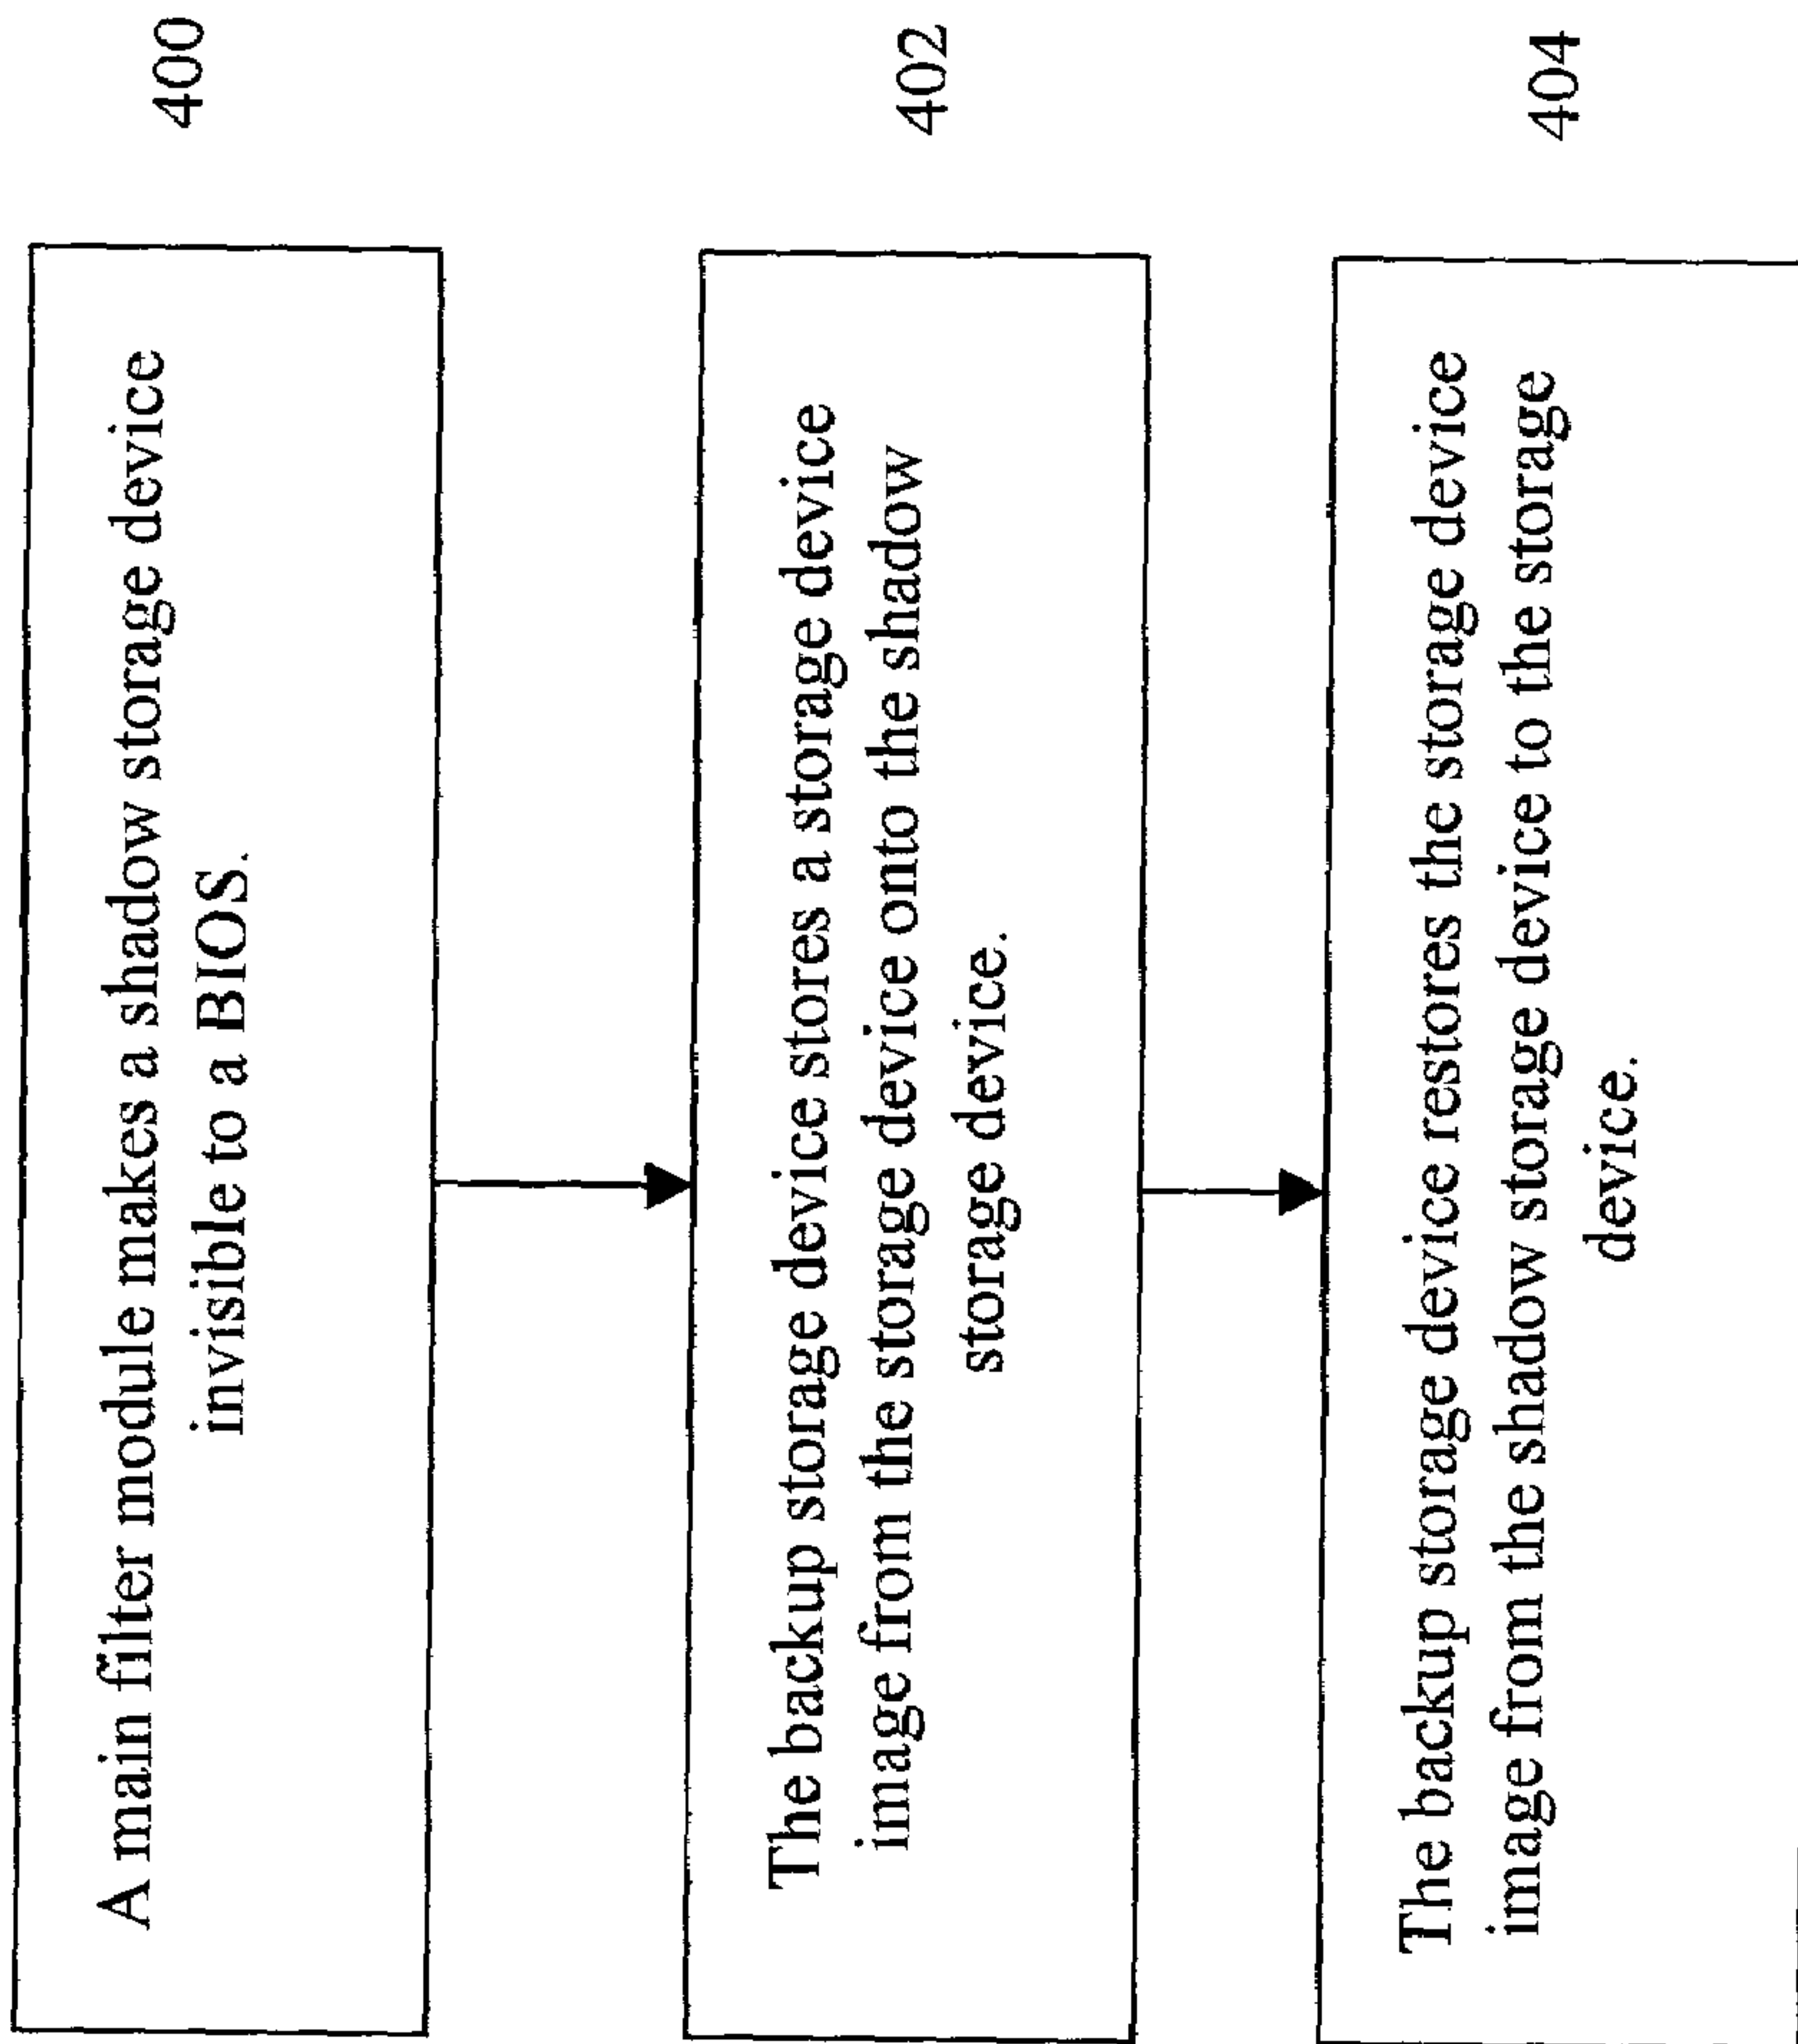 A main filter module makes a shadow storage device
invisible to a BIOS.
400
The backup storage device stores a storage device
image from the storage device onto the shadow
storage device.
402
The backup storage device restores the storage device
image from the shadow storage device to the storage
device.
404